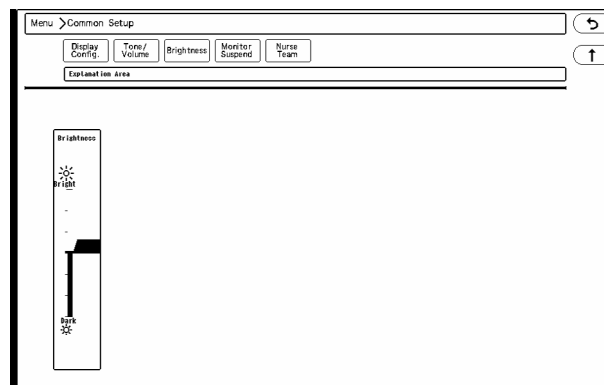 Menu >Common Setup
Display Config.
Tone/ Volume
Brightness
Monitor Suspend
Nurse Team
Explanation Area
Brightness
Bright
Dark